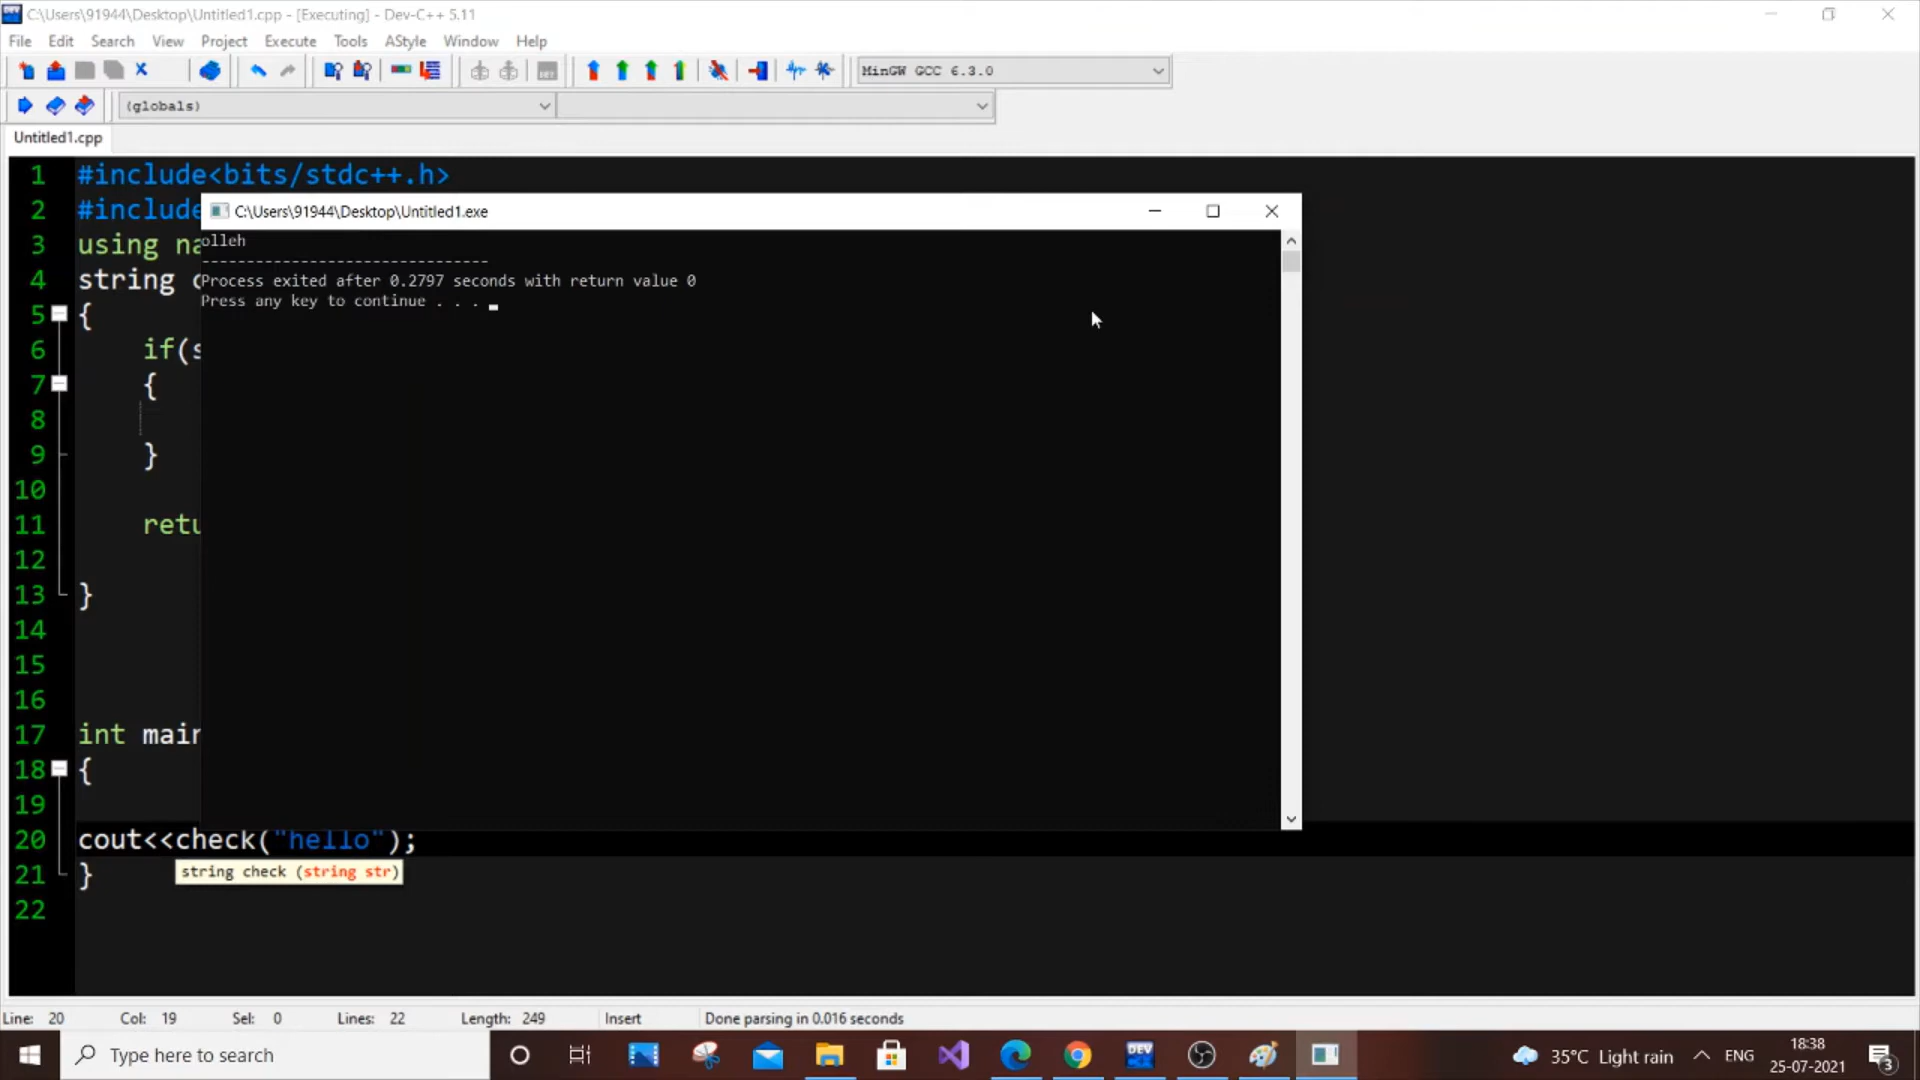 C:\Users\91944\Desktop\Untitled1.cpp - [Executing] - Dev-C++ 5.11
File Edit Search View Project Execute Tools AStyle Window Help
MinGW GCC 6.3.0
(globals)
Untitled1.cpp
1 #include<bits/stdc++.h>
2 #include
C:\Users\91944\Desktop\Untitled1.exe
3 using na
olleh
--------------------------------
4 string c
Process exited after 0.2797 seconds with return value 0
Press any key to continue . . .
5 {
6 if(s
7 {
8
9 }
10
11 retu
12
13 }
14
15
16
17 int main
18 {
19
20 cout<<check("hello");
string check (string str)
21 }
22
Line: 20 Col: 19 Sel: 0 Lines: 22 Length: 249 Insert Done parsing in 0.016 seconds
Type here to search
DEV
35°C Light rain
ENG
18:38
25-07-2021
3